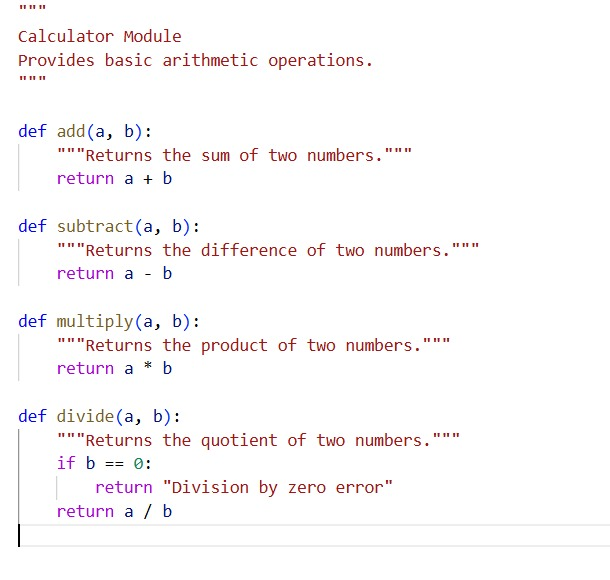 """
Calculator Module
Provides basic arithmetic operations.
"""

def add(a, b):
    """Returns the sum of two numbers."""
    return a + b

def subtract(a, b):
    """Returns the difference of two numbers."""
    return a - b

def multiply(a, b):
    """Returns the product of two numbers."""
    return a * b

def divide(a, b):
    """Returns the quotient of two numbers."""
    if b == 0:
        return "Division by zero error"
    return a / b